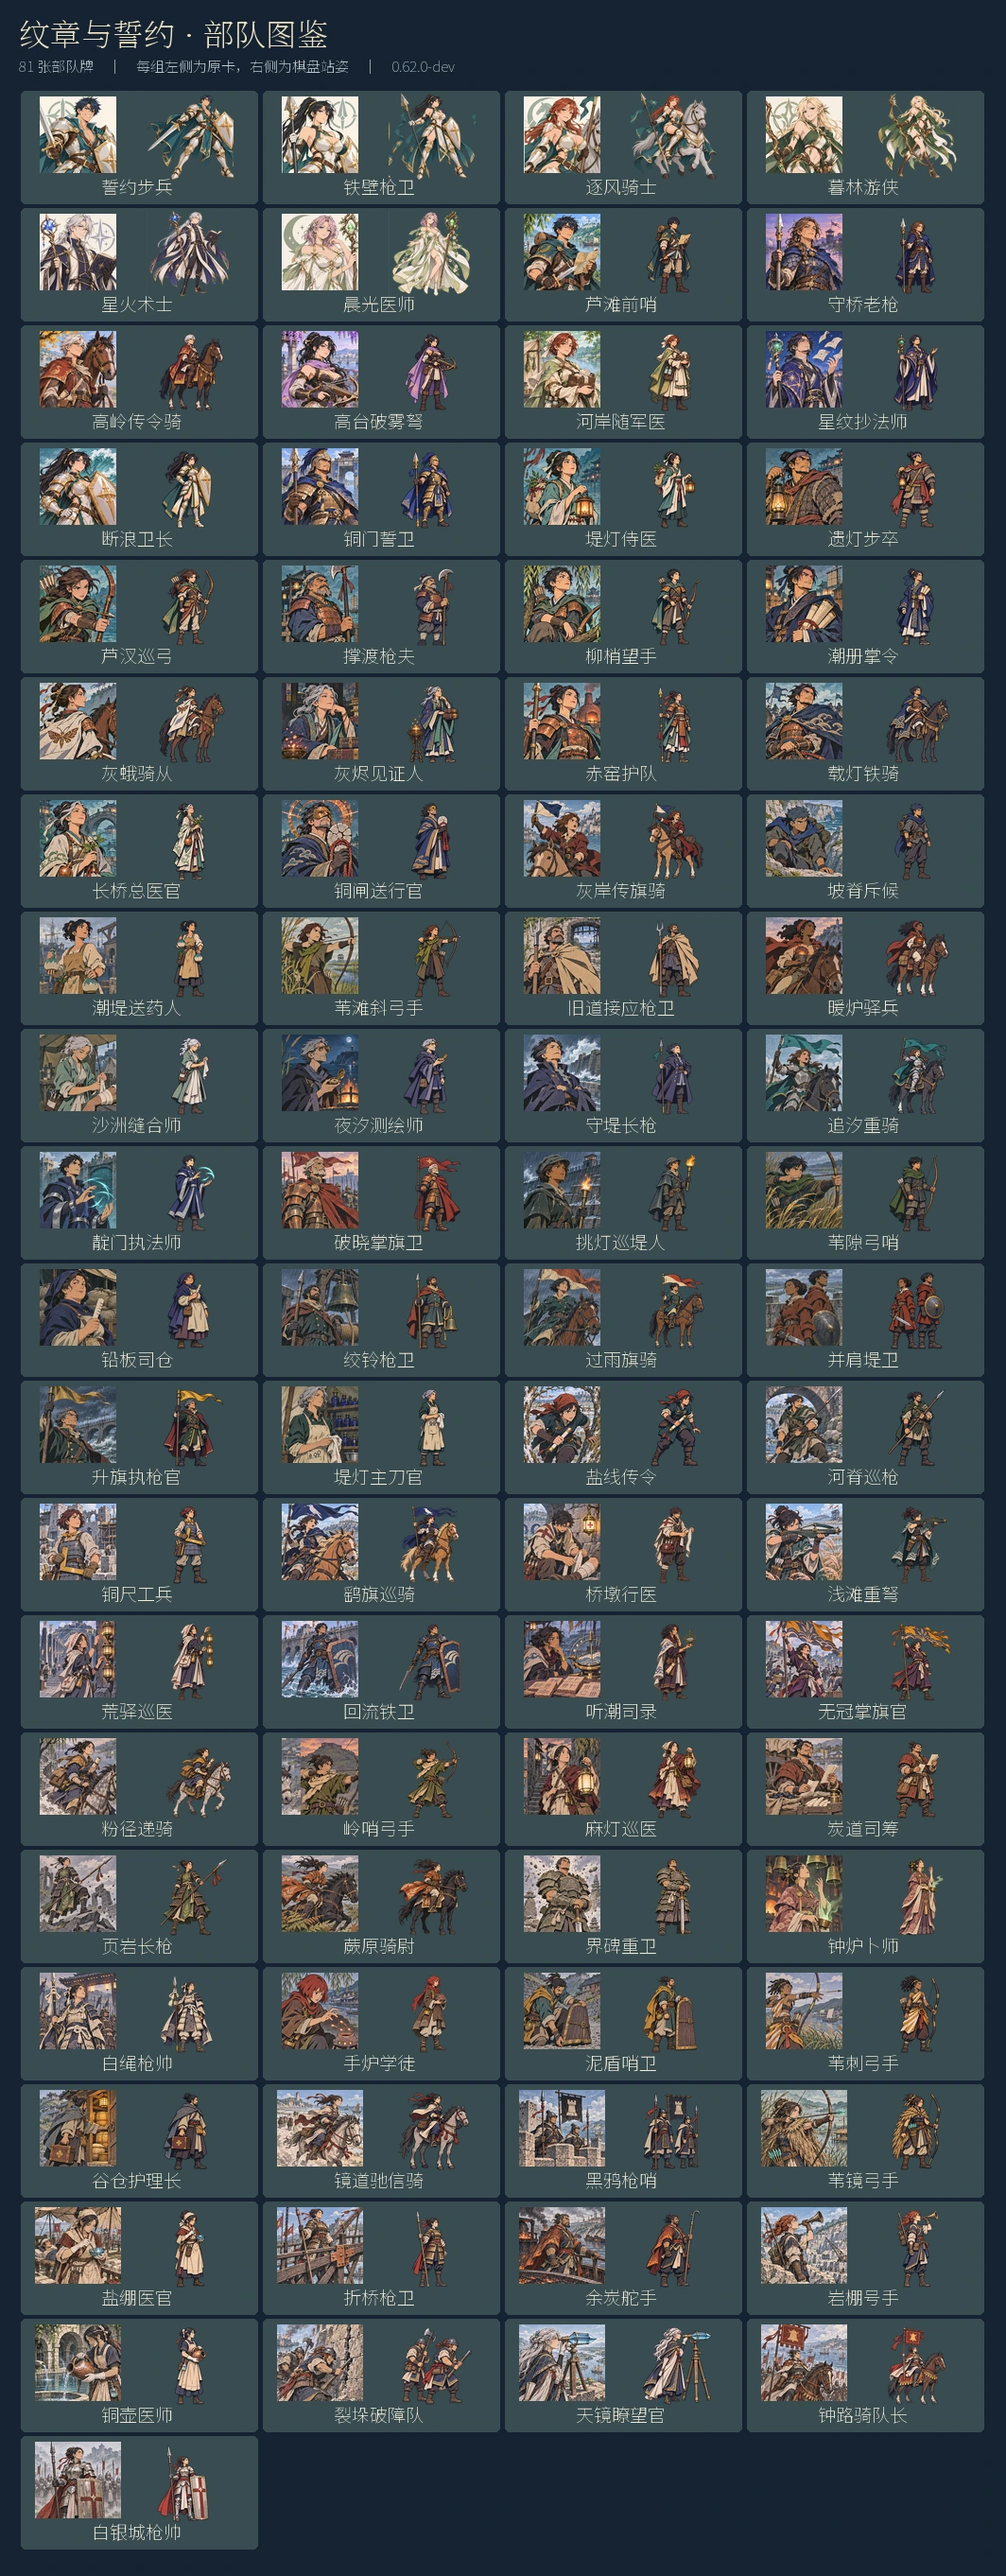 纹章与誓约 · 部队图鉴
81 张部队牌 | 每组左侧为原卡，右侧为棋盘站姿 | 0.62.0-dev
誓约步兵 铁壁枪卫 逐风骑士 暮林游侠
星火术士 晨光医师 芦滩前哨 守桥老枪
高岭传令骑 高台破雾弩 河岸随军医 星纹抄法师
断浪卫长 铜门誓卫 堤灯侍医 遗灯步卒
芦汊巡弓 撑渡枪夫 柳梢望手 潮册掌令
灰蛾骑从 灰烬见证人 赤窑护队 载灯铁骑
长桥总医官 铜闸送行官 灰岸传旗骑 坡脊斥候
潮堤送药人 苇滩斜弓手 旧道接应枪卫 暖炉驿兵
沙洲缝合师 夜汐测绘师 守堤长枪 追汐重骑
靛门执法师 破晓掌旗卫 挑灯巡堤人 苇隙弓哨
铅板司仓 绞铃枪卫 过雨旗骑 并肩堤卫
升旗执枪官 堤灯主刀官 盐线传令 河脊巡枪
铜尺工兵 鹞旗巡骑 桥墩行医 浅滩重弩
荒驿巡医 回流铁卫 听潮司录 无冠掌旗官
粉径递骑 岭哨弓手 麻灯巡医 炭道司筹
页岩长枪 蕨原骑尉 界碑重卫 钟炉卜师
白绳枪帅 手炉学徒 泥盾哨卫 苇刺弓手
谷仓护理长 镜道驰信骑 黑鸦枪哨 苇镜弓手
盐绷医官 折桥枪卫 余炭舵手 岩棚号手
铜壶医师 裂垛破障队 天镜瞭望官 钟路骑队长
白银城枪帅